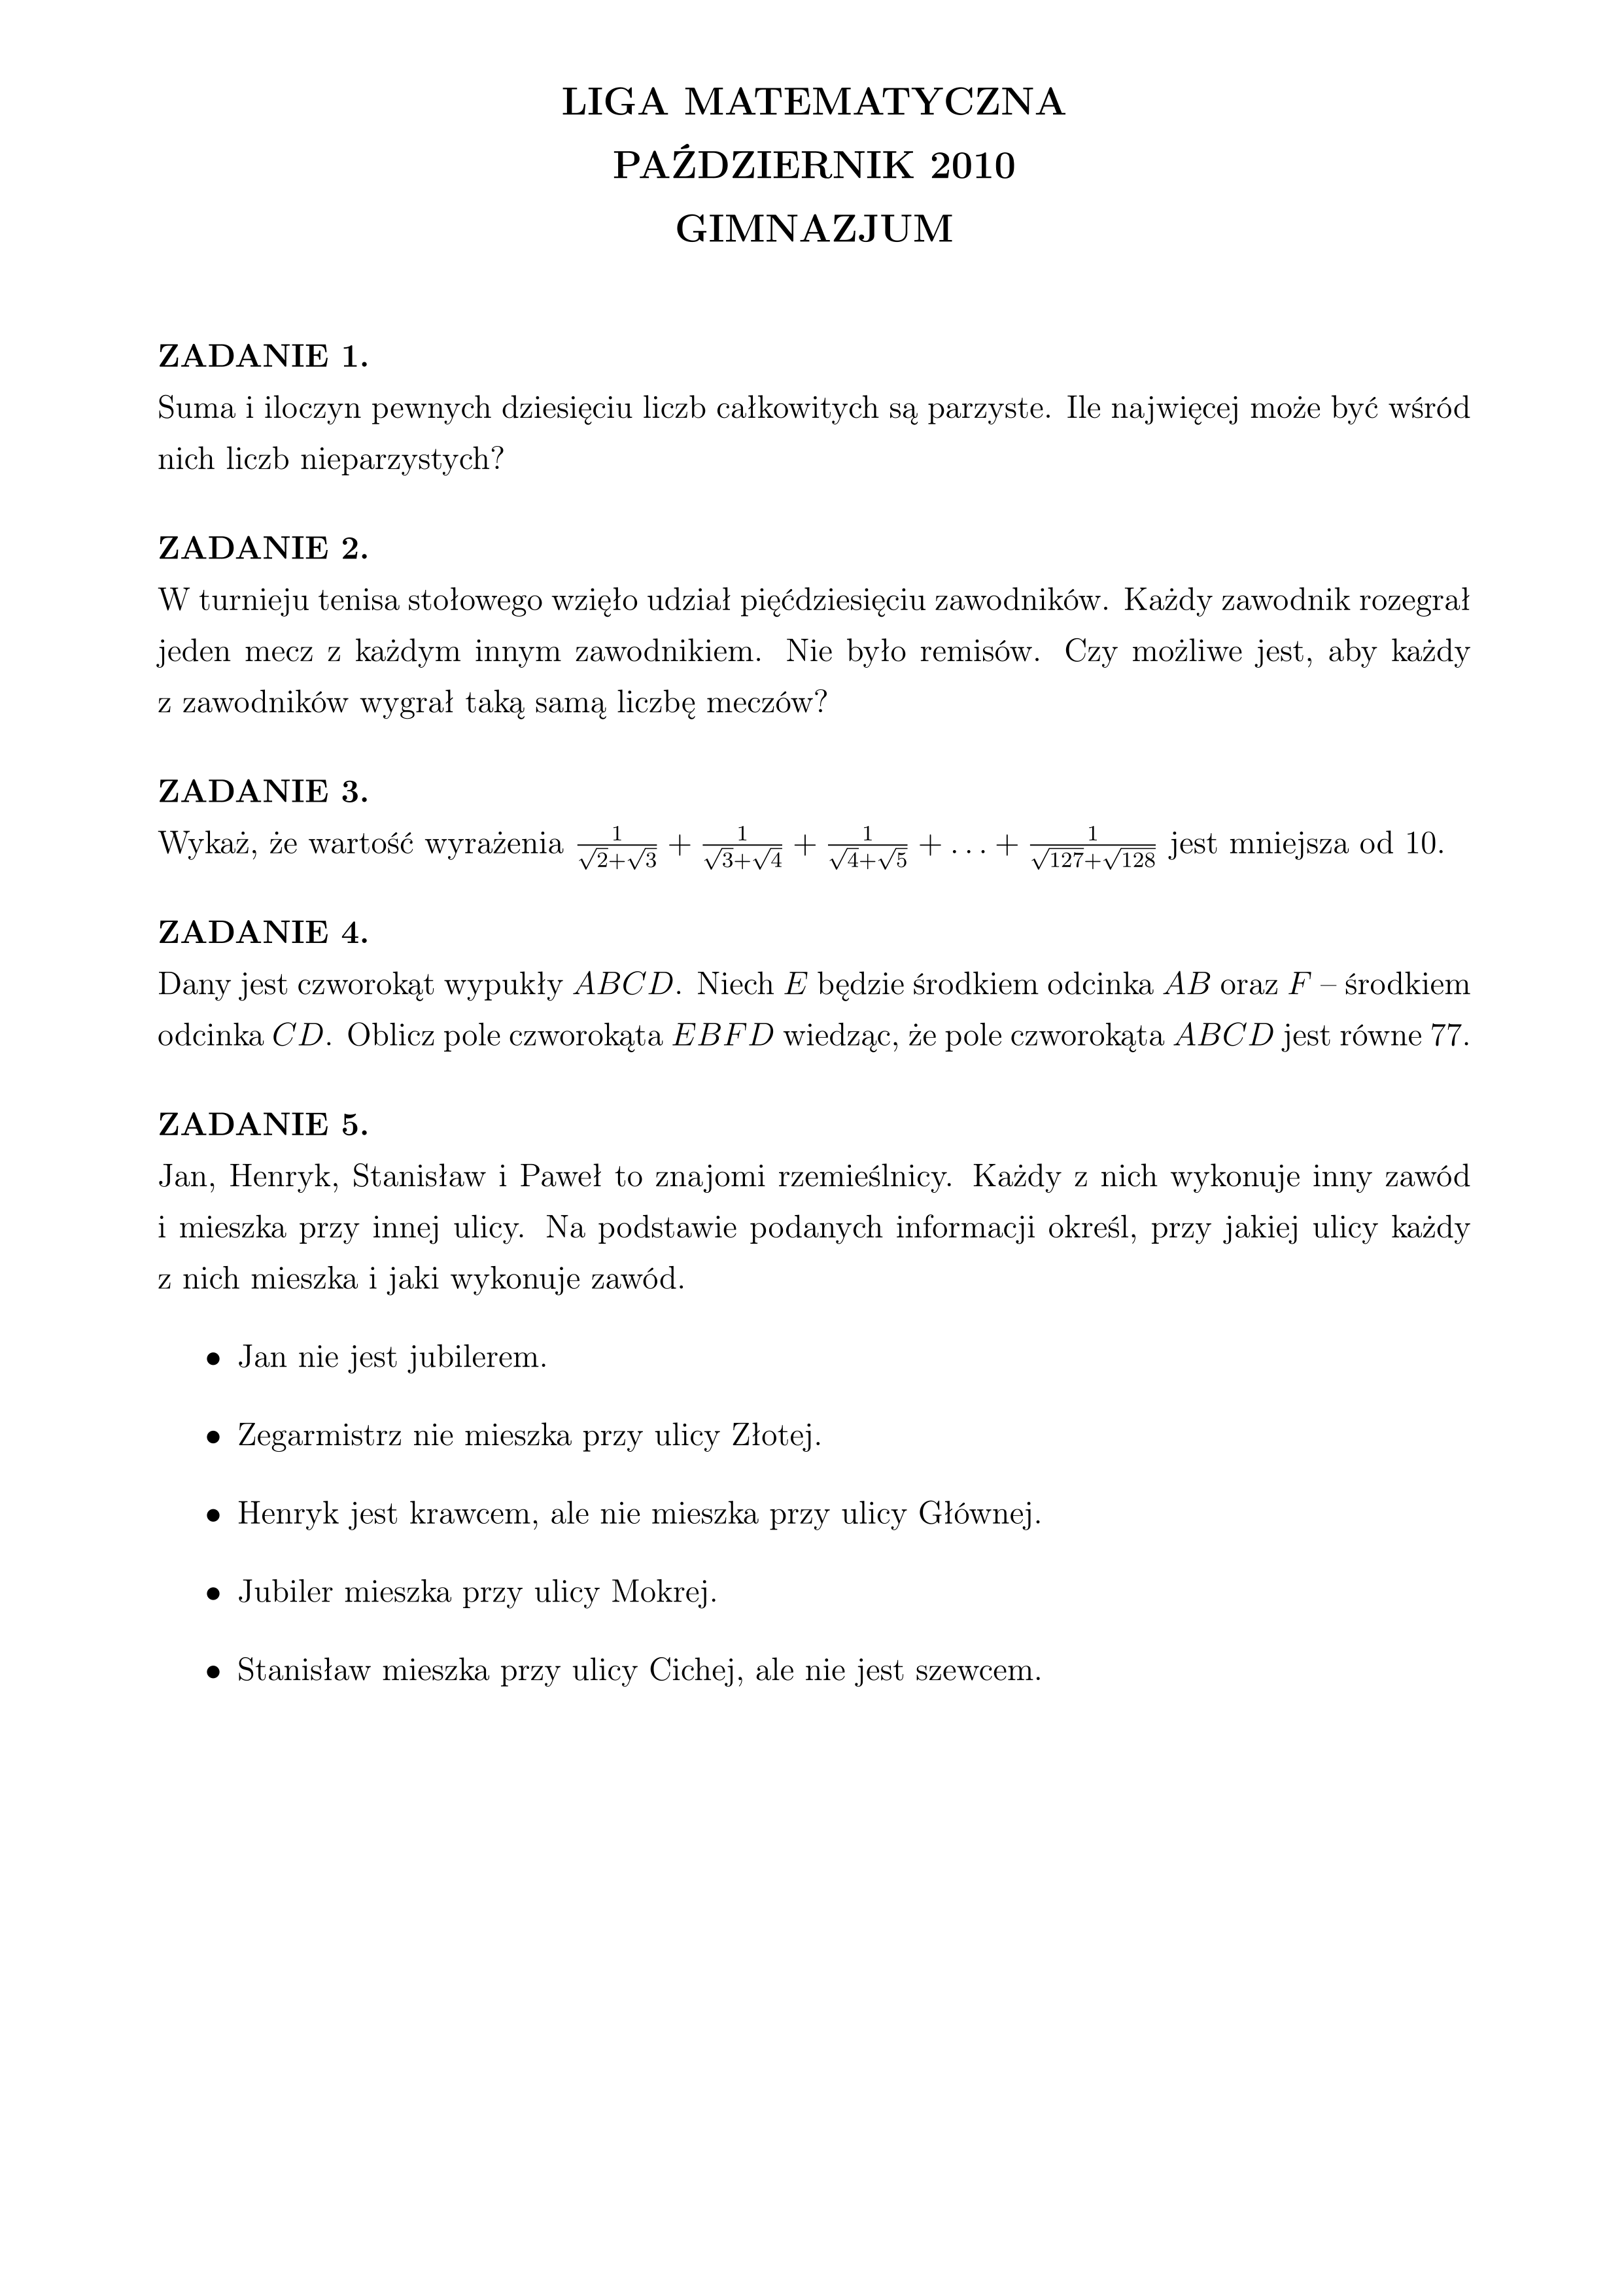 LIGA MATEMATYCZNA
PAŹDZIERNIK 2010
GIMNAZJUM
ZADANIE 1.
Suma i iloczyn pewnych dziesięciu liczb całkowitych są parzyste. Ile najwięcej może być wśród
nich liczb nieparzystych?
ZADANIE 2.
W turnieju tenisa stołowego wzięło udział pięćdziesięciu zawodników. Każdy zawodnik rozegrał
jeden mecz z każdym innym zawodnikiem. Nie było remisów. Czy możliwe jest, aby każdy
z zawodników wygrał taką samą liczbę meczów?
ZADANIE 3.
Wykaż, że wartość wyrażenia $\frac{1}{\sqrt{2}+\sqrt{3}} + \frac{1}{\sqrt{3}+\sqrt{4}} + \frac{1}{\sqrt{4}+\sqrt{5}} + \ldots + \frac{1}{\sqrt{127}+\sqrt{128}}$ jest mniejsza od 10.
ZADANIE 4.
Dany jest czworokąt wypukły ABCD. Niech E będzie środkiem odcinka AB oraz F – środkiem
odcinka CD. Oblicz pole czworokąta EBFD wiedząc, że pole czworokąta ABCD jest równe 77.
ZADANIE 5.
Jan, Henryk, Stanisław i Paweł to znajomi rzemieślnicy. Każdy z nich wykonuje inny zawód
i mieszka przy innej ulicy. Na podstawie podanych informacji określ, przy jakiej ulicy każdy
z nich mieszka i jaki wykonuje zawód.
• Jan nie jest jubilerem.
• Zegarmistrz nie mieszka przy ulicy Złotej.
• Henryk jest krawcem, ale nie mieszka przy ulicy Głównej.
• Jubiler mieszka przy ulicy Mokrej.
• Stanisław mieszka przy ulicy Cichej, ale nie jest szewcem.